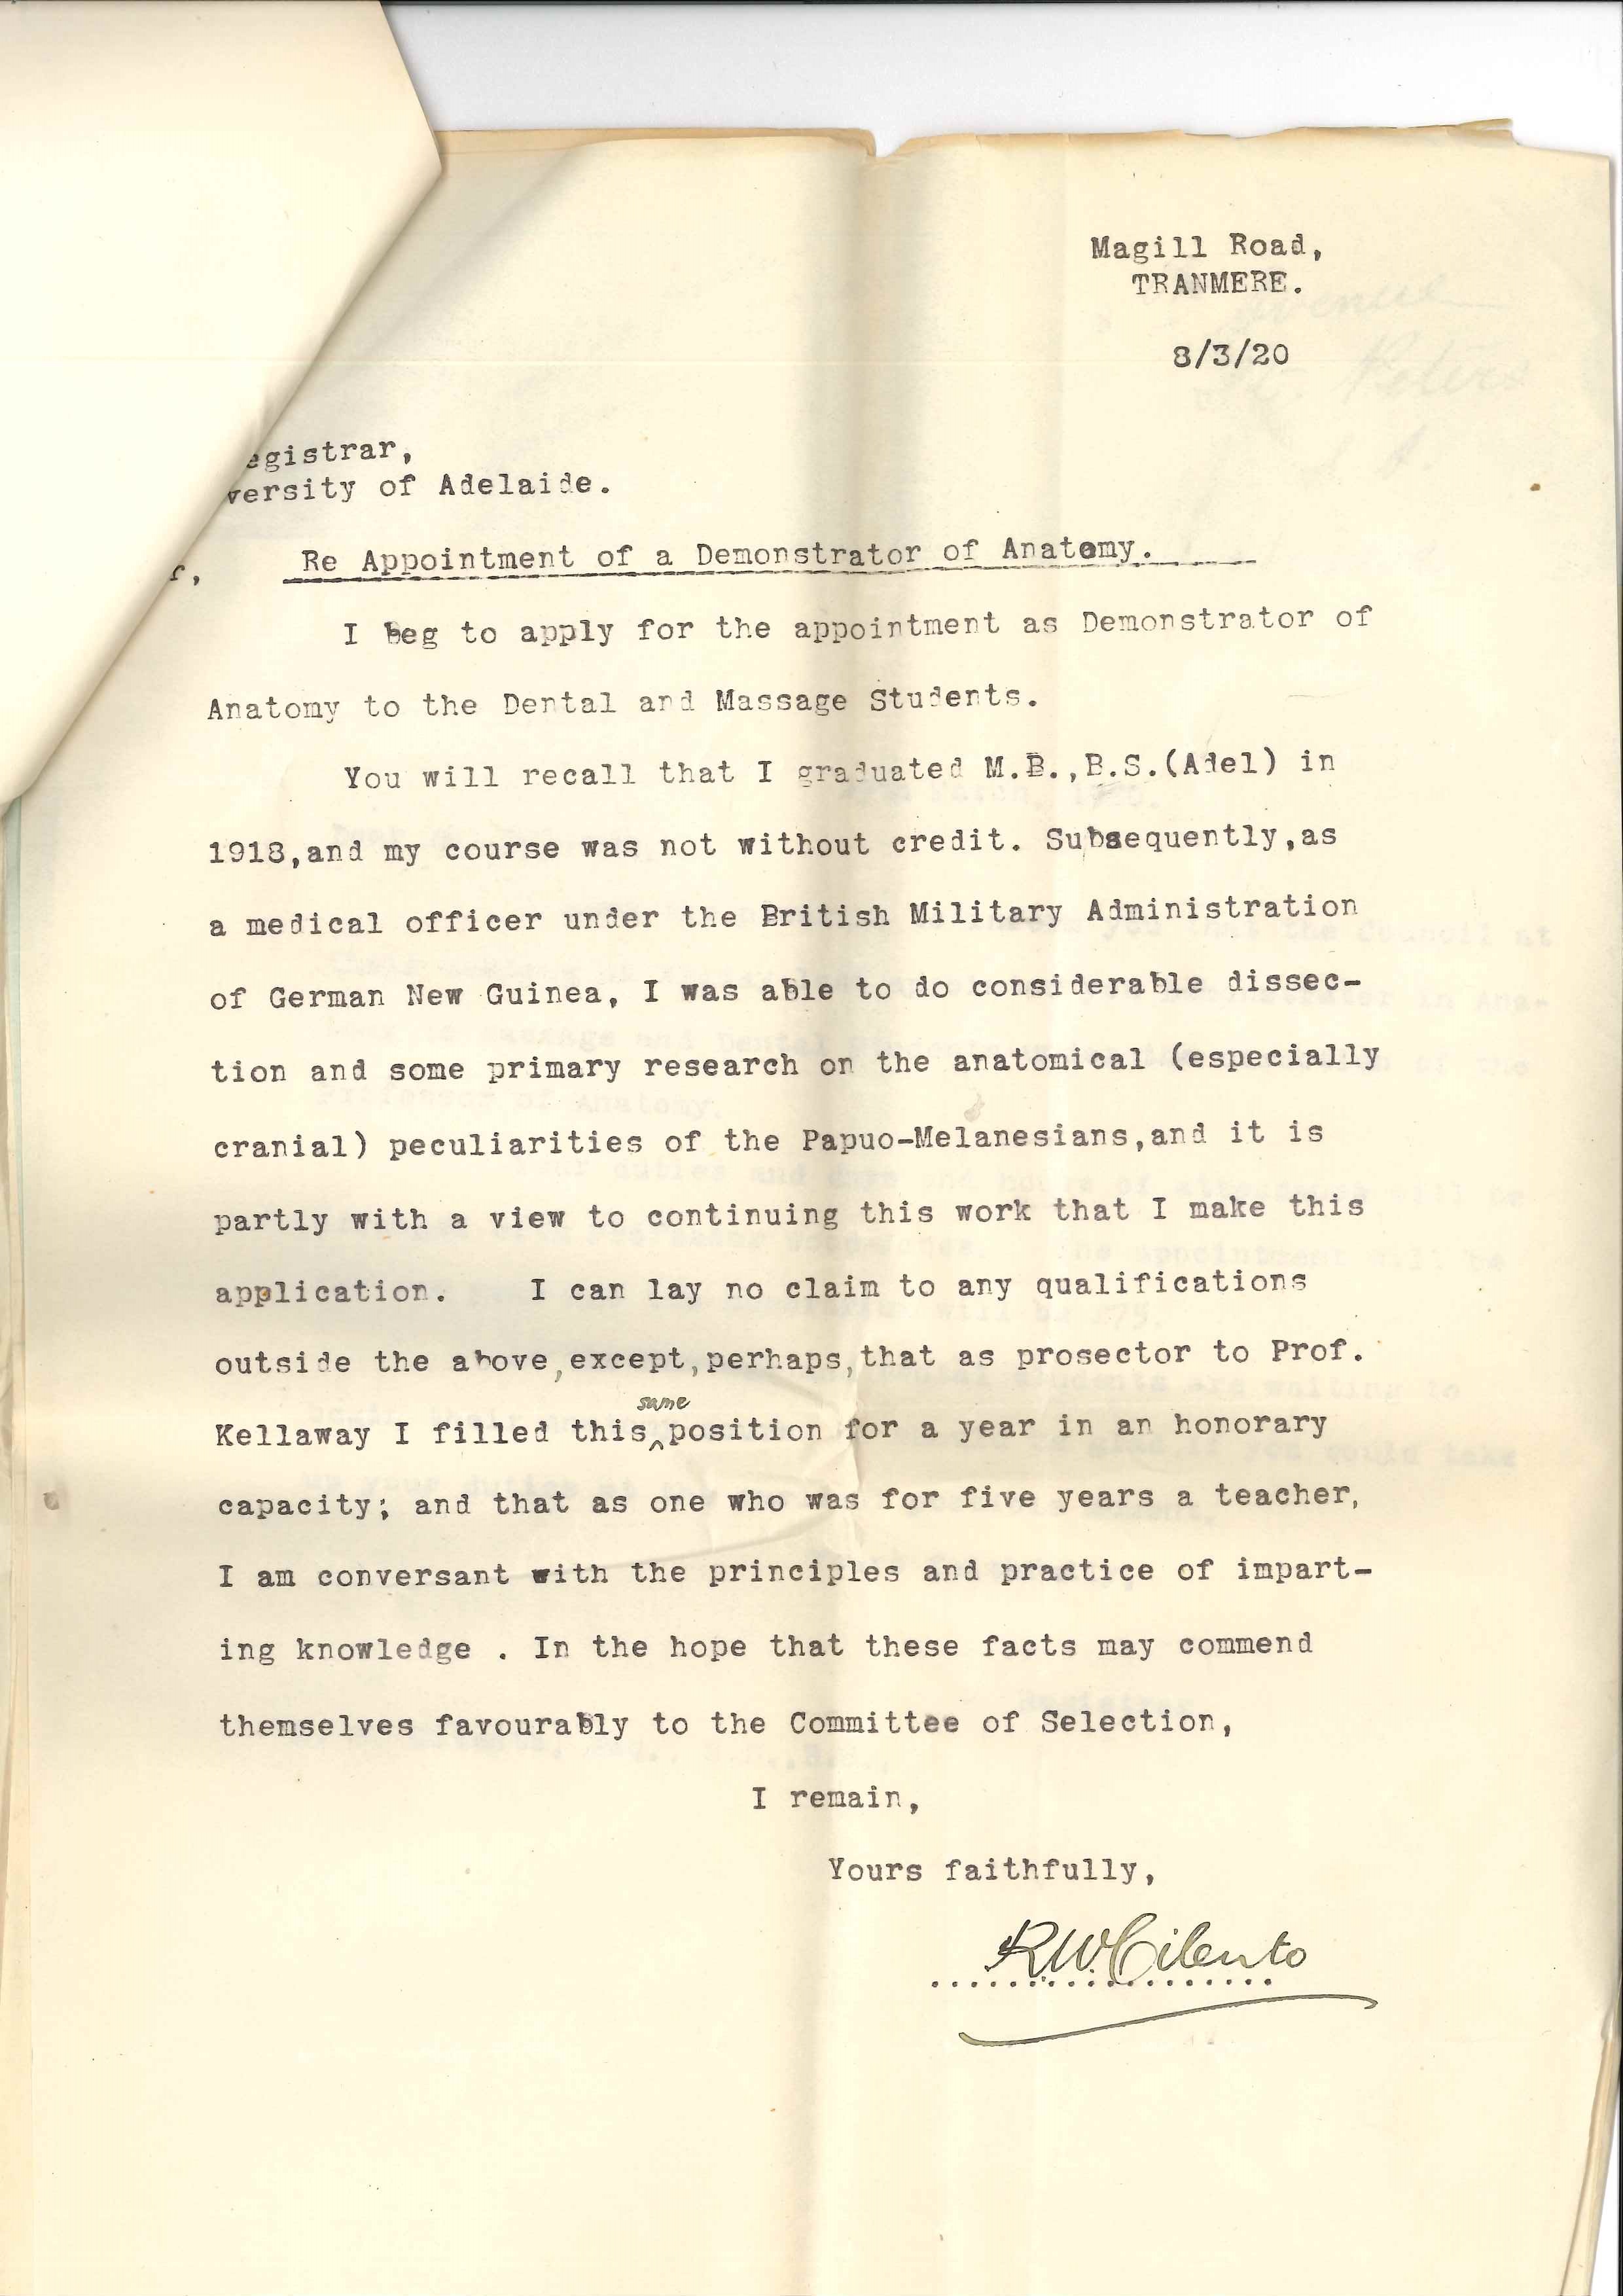 Magill Road,
TRANMERE.
8/3/20
egistrar,
versity of Adelaide.
r,
Re Appointment of a Demonstrator of Anatomy.
I beg to apply for the appointment as Demonstrator of
Anatomy to the Dental and Massage Students.
You will recall that I graduated M.B.,B.S.(Adel) in
1918,and my course was not without credit. Subsequently,as
a medical officer under the British Military Administration
of German New Guinea, I was able to do considerable dissec-
tion and some primary research on the anatomical (especially
cranial) peculiarities of the Papuo-Melanesians,and it is
partly with a view to continuing this work that I make this
application. I can lay no claim to any qualifications
outside the above,except,perhaps,that as prosector to Prof.
same
Kellaway I filled this‸position for a year in an honorary
capacity; and that as one who was for five years a teacher,
I am conversant with the principles and practice of impart-
ing knowledge . In the hope that these facts may commend
themselves favourably to the Committee of Selection,
I remain,
Yours faithfully,
R.W.Cilento